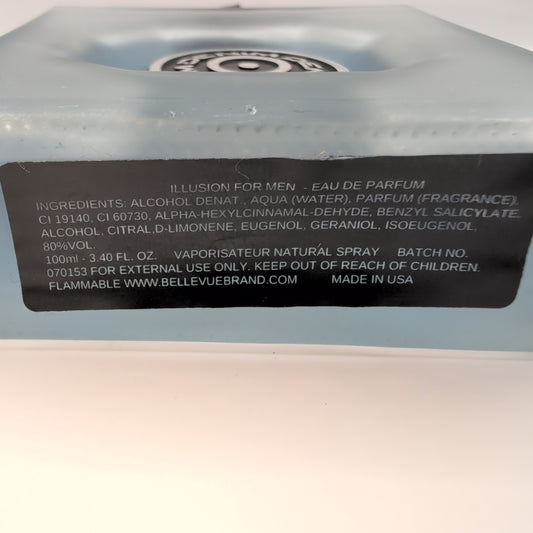 ILLUSION FOR MEN - EAU DE PARFUM
INGREDIENTS: ALCOHOL DENAT., AQUA (WATER), PARFUM (FRAGRANCE),
CI 19140, CI 60730, ALPHA-HEXYLCINNAMAL-DEHYDE, BENZYL SALICYLATE,
ALCOHOL, CITRAL,D-LIMONENE, EUGENOL, GERANIOL, ISOEUGENOL,
80%VOL.
100ml - 3.40 FL. OZ. VAPORISATEUR NATURAL SPRAY BATCH NO.
070153 FOR EXTERNAL USE ONLY. KEEP OUT OF REACH OF CHILDREN.
FLAMMABLE WWW.BELLEVUEBRAND.COM MADE IN USA